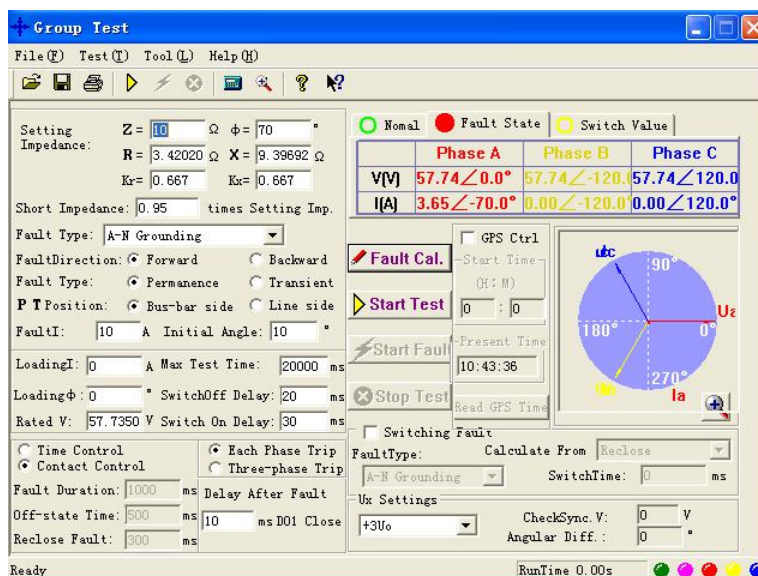 Group Test
File(F) Test(T) Tool(L) Help(H)
Setting Impedance: Z= 10 Ω ϕ= 70 °
R= 3.42020 Ω X= 9.39692 Ω
Kr= 0.667 Kx= 0.667
Short Impedance: 0.95 times Setting Imp.
Fault Type: A-N Grounding
FaultDirection: Forward Backward
Fault Type: Permanence Transient
P T Position: Bus-bar side Line side
FaultI: 10 A Initial Angle: 10 °
LoadingI: 0 A Max Test Time: 20000 ms
Loadingϕ: 0 ° SwitchOff Delay: 20 ms
Rated V: 57.7350 V Switch On Delay: 30 ms
Time Control
Contact Control
Each Phase Trip
Three-phase Trip
Fault Duration: 1000 ms
Off-state Time: 500 ms
Reclose Fault: 300 ms
Delay After Fault
10 ms DO1 Close
Nomal Fault State Switch Value
Phase A Phase B Phase C
V(V) 57.74∠0.0° 57.74∠-120.0 57.74∠120.0
I(A) 3.65∠-70.0° 0.00∠-120.0° 0.00∠120.0°
Fault Cal.
Start Test
Start Fault
Stop Test
GPS Ctrl
Start Time
(H:M)
0 : 0
Present Time
10:43:36
Read GPS Time
90°
Ua
180° 0°
270°
Ia
Switching Fault
FaultType: Calculate From Reclose
A-N Grounding SwitchTime: 0 ms
Ux Settings
+3Uo
CheckSync. V: 0 V
Angular Diff.: 0 °
Ready RunTime 0.00s